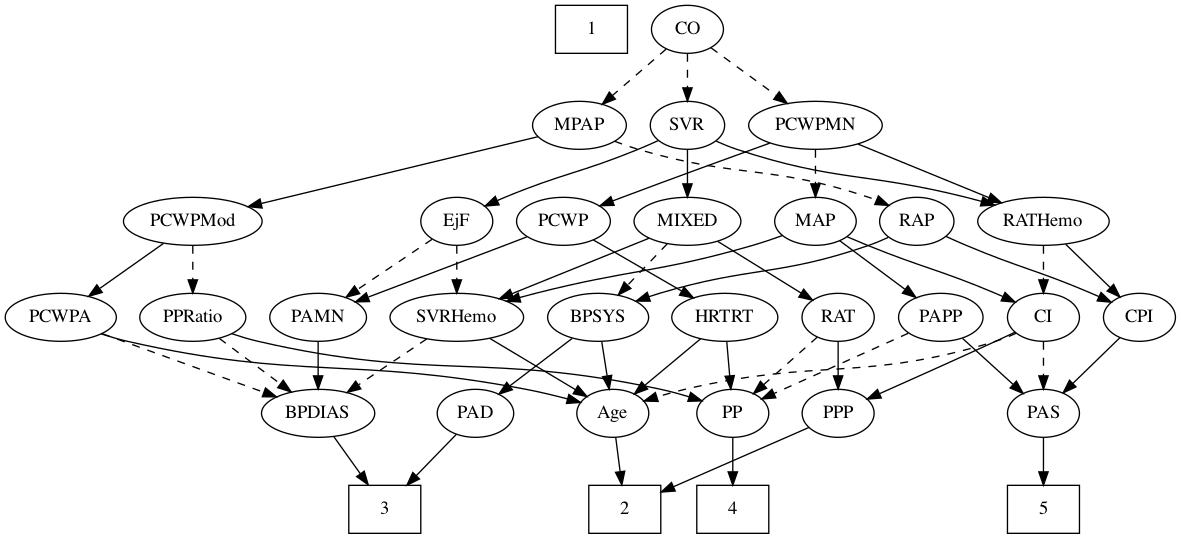 1
CO
MPAP
SVR
PCWPMN
PCWPMod
EjF
PCWP
MIXED
MAP
RAP
RATHemo
PCWPA
PPRatio
PAMN
SVRHemo
BPSYS
HRTRT
RAT
PAPP
CI
CPI
BPDIAS
PAD
Age
PP
PPP
PAS
3
2
4
5